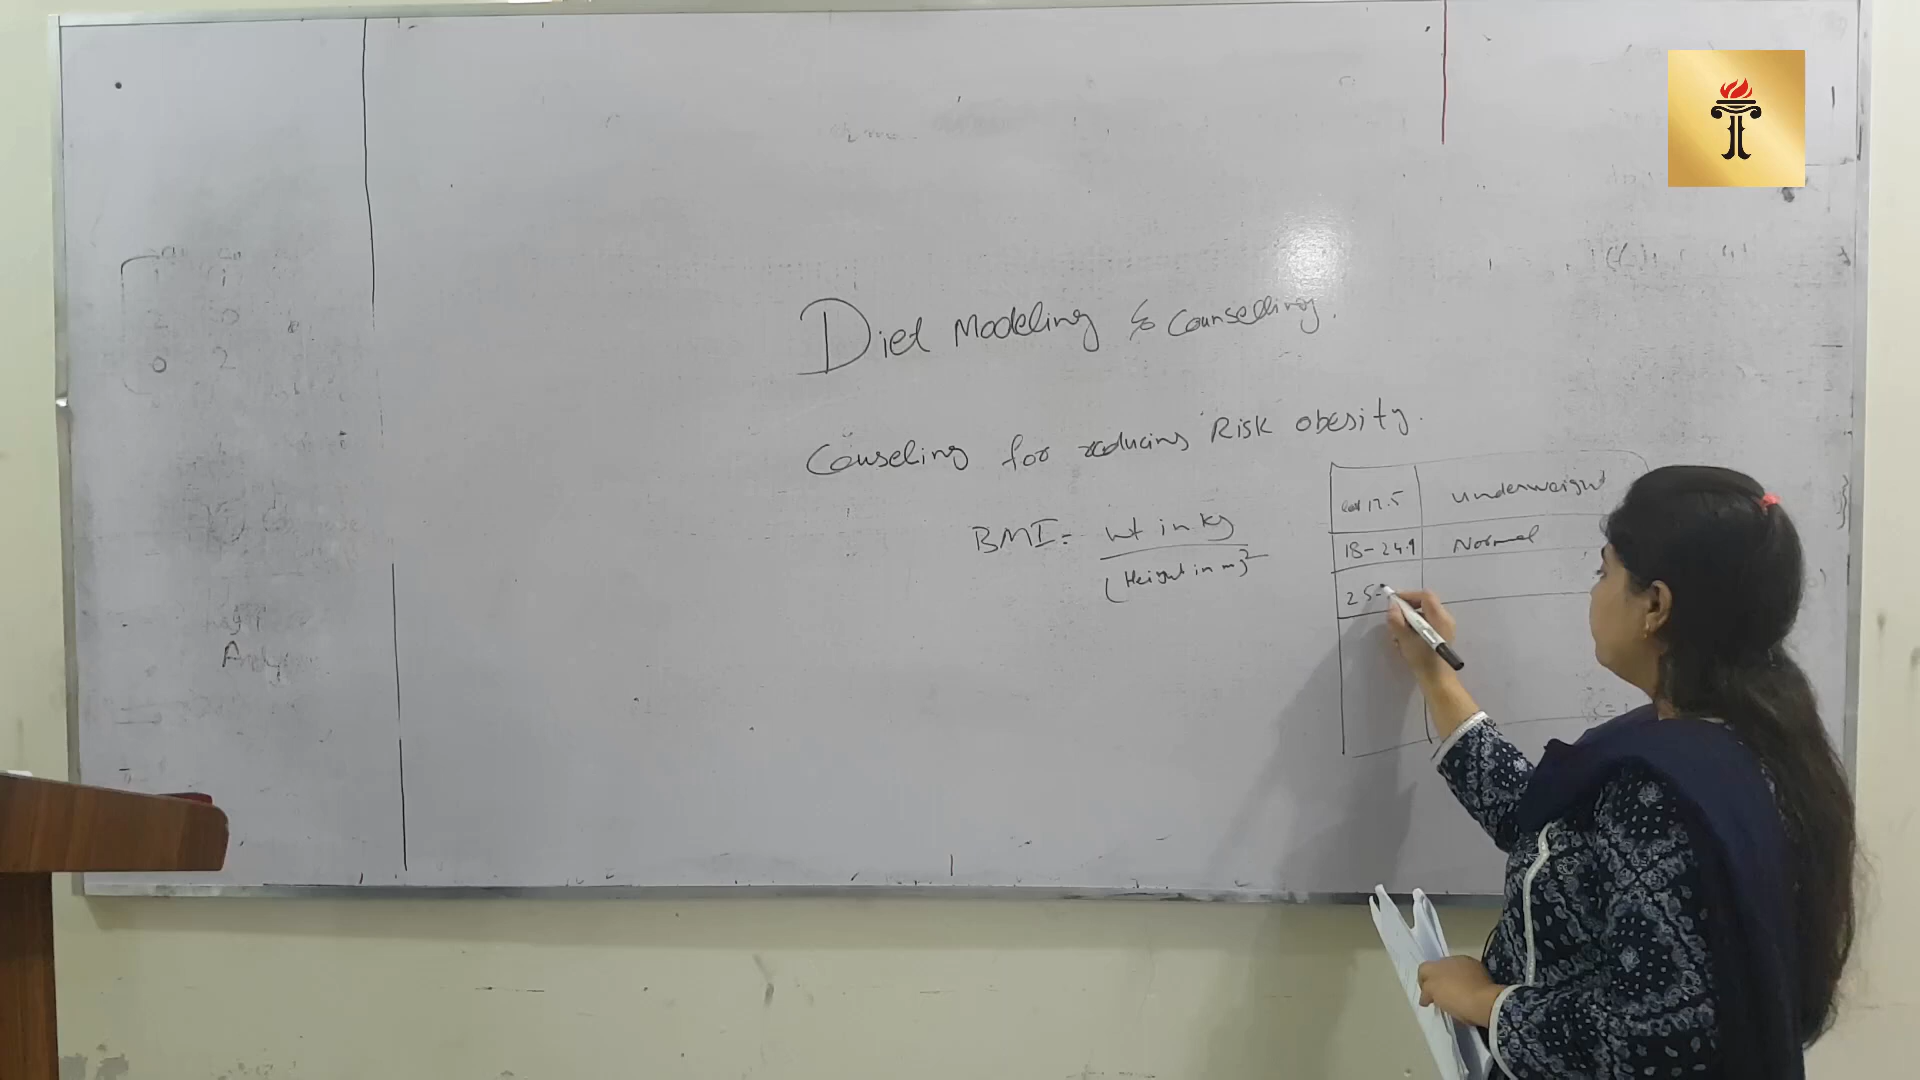 Diet Modeling & Counselling.
Counseling for reducing Risk obesity.
BMI = wt in kg
(Height in m)2
17.5 underweight
18-24.9 Normal
25-